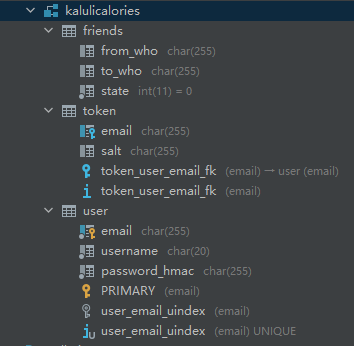 kalulicalories
friends
from_who char(255)
to_who char(255)
state int(11) = 0
token
email char(255)
salt char(255)
token_user_email_fk (email) → user (email)
token_user_email_fk (email)
user
email char(255)
username char(20)
password_hmac char(255)
PRIMARY (email)
user_email_uindex (email)
user_email_uindex (email) UNIQUE